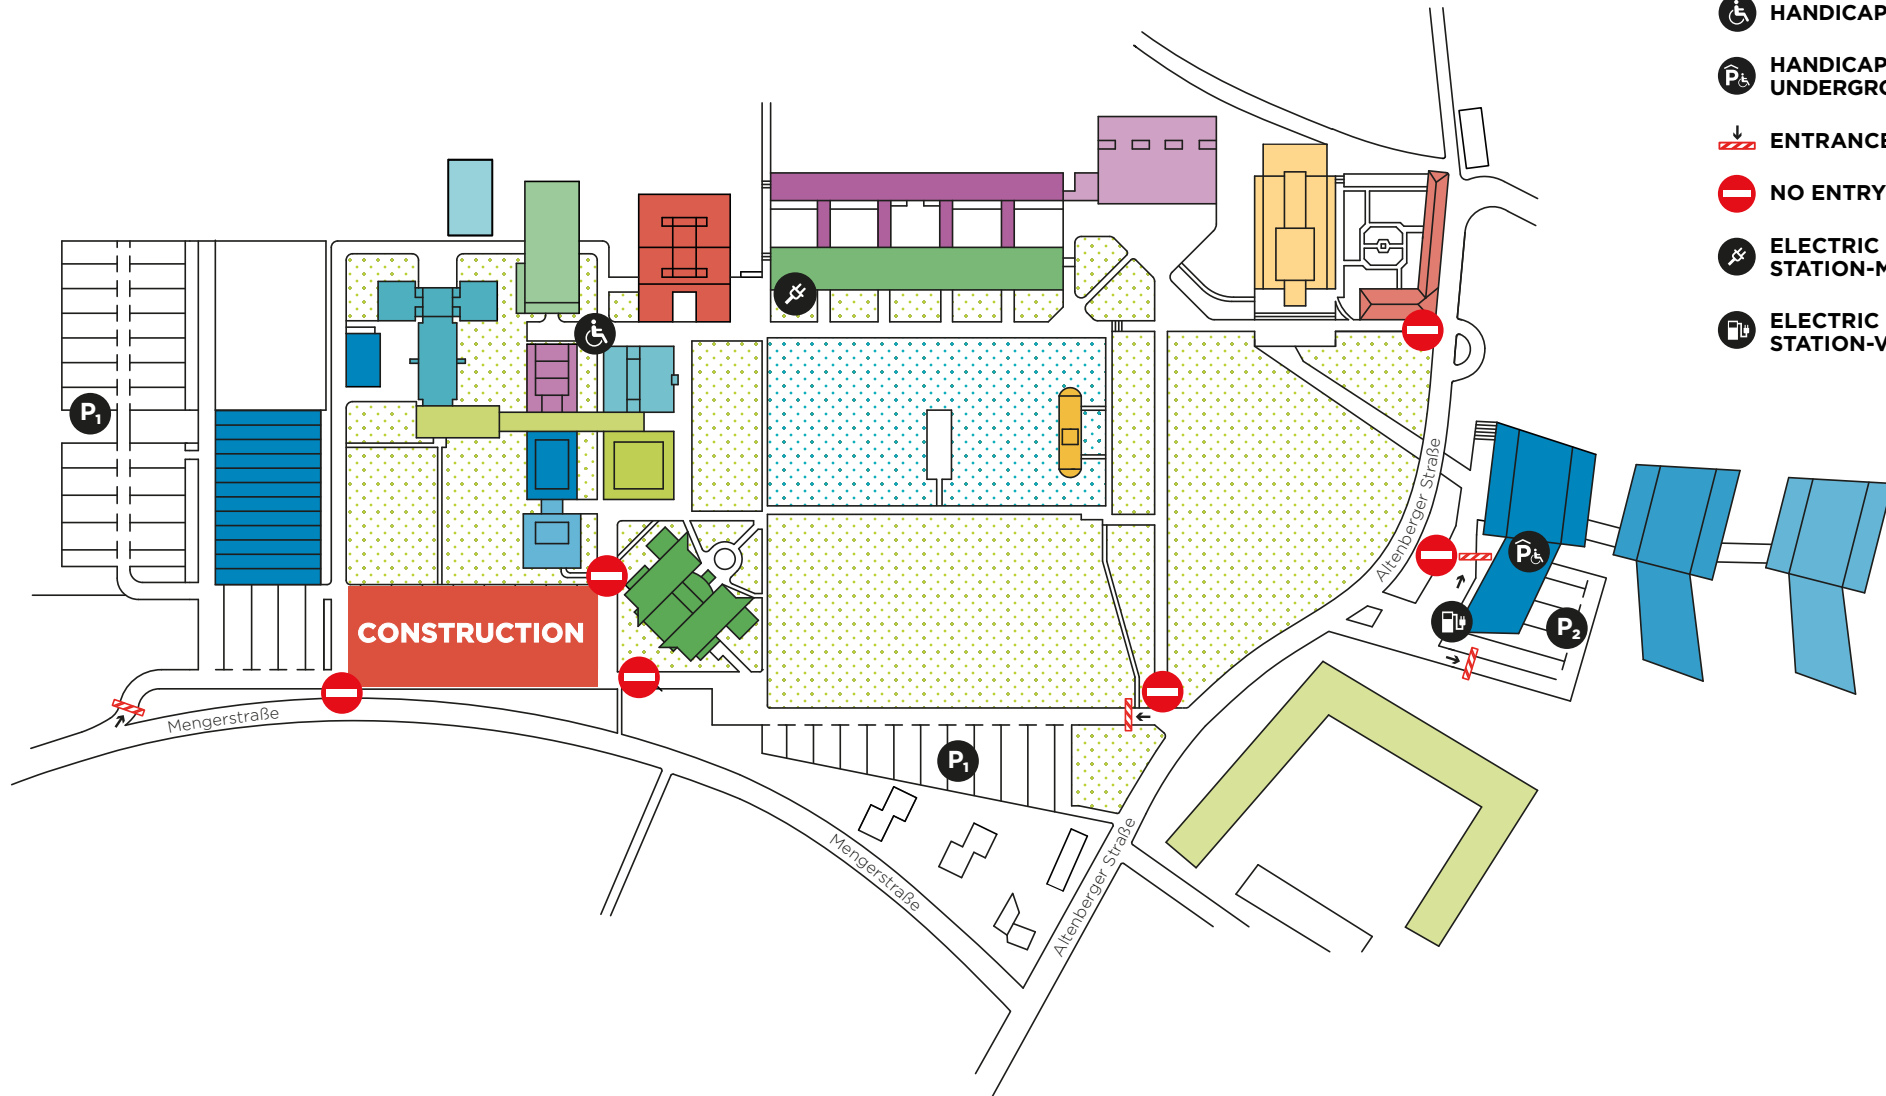 HANDICAP
HANDICAP
UNDERGRO
ENTRANCE
NO ENTRY
ELECTRIC
STATION-M
ELECTRIC
STATION-V
P1
CONSTRUCTION
Mengerstraße
P1
Mengerstraße
Altenberger Straße
Altenberger Straße
P
P2
P